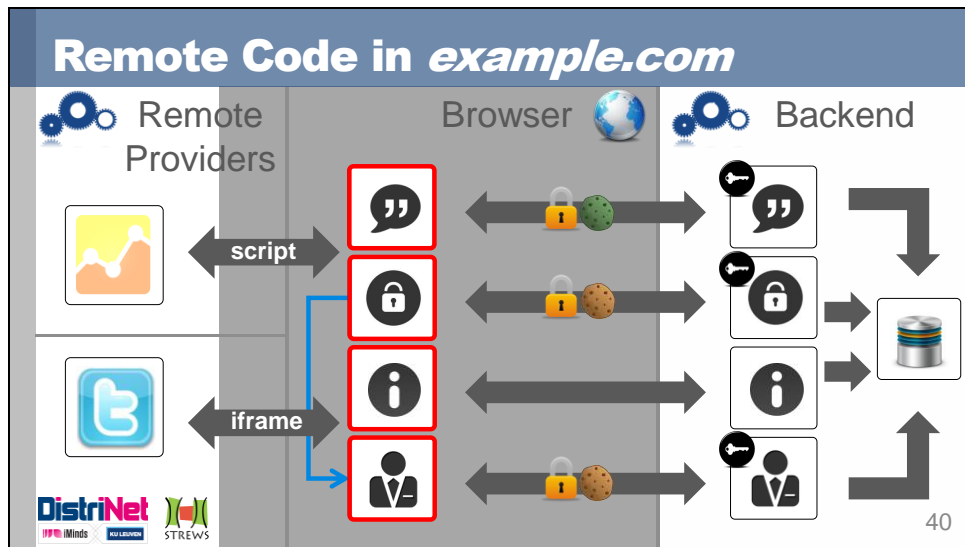 Remote Code in example.com
Remote
Providers
Browser
Backend
script
iframe
DistriNet
iMinds
KU LEUVEN
STREWS
40